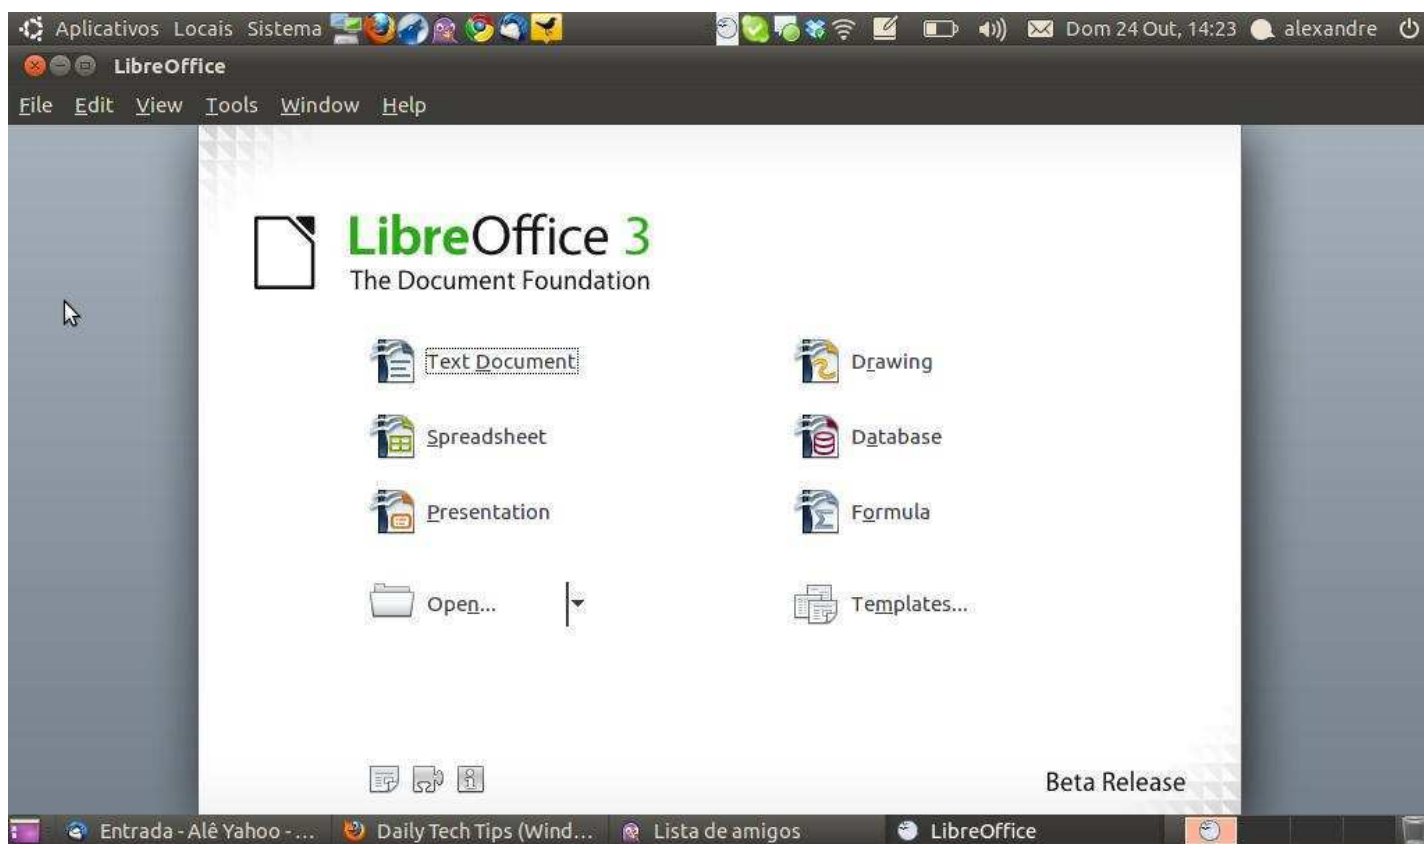 Aplicativos Locais Sistema Dom 24 Out, 14:23 alexandre
LibreOffice
File Edit View Tools Window Help
LibreOffice 3
The Document Foundation
Text Document Drawing
Spreadsheet Database
Presentation Formula
Open... Templates...
Beta Release
Entrada - Alê Yahoo - ... Daily Tech Tips (Wind... Lista de amigos LibreOffice